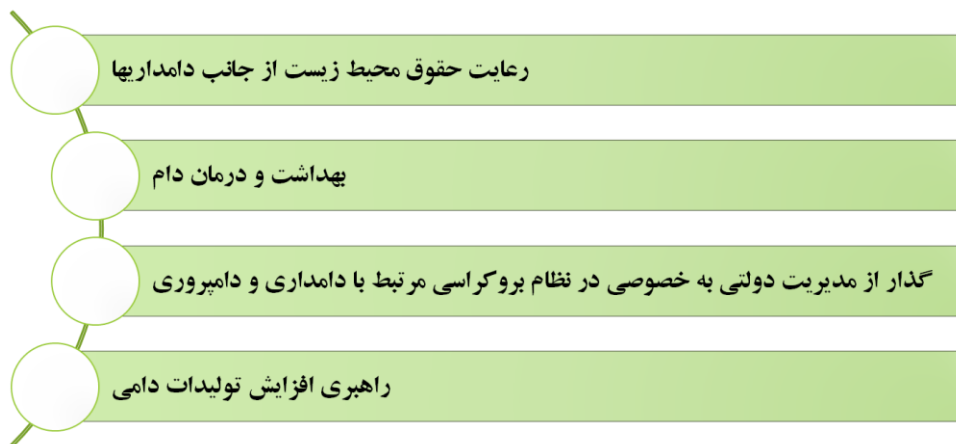 رعایت حقوق محیط زیست از جانب دامداریها
بهداشت و درمان دام
گذار از مدیریت دولتی به خصوصی در نظام بروکراسی مرتبط با دامداری و دامپروری
راهبری افزایش تولیدات دامی